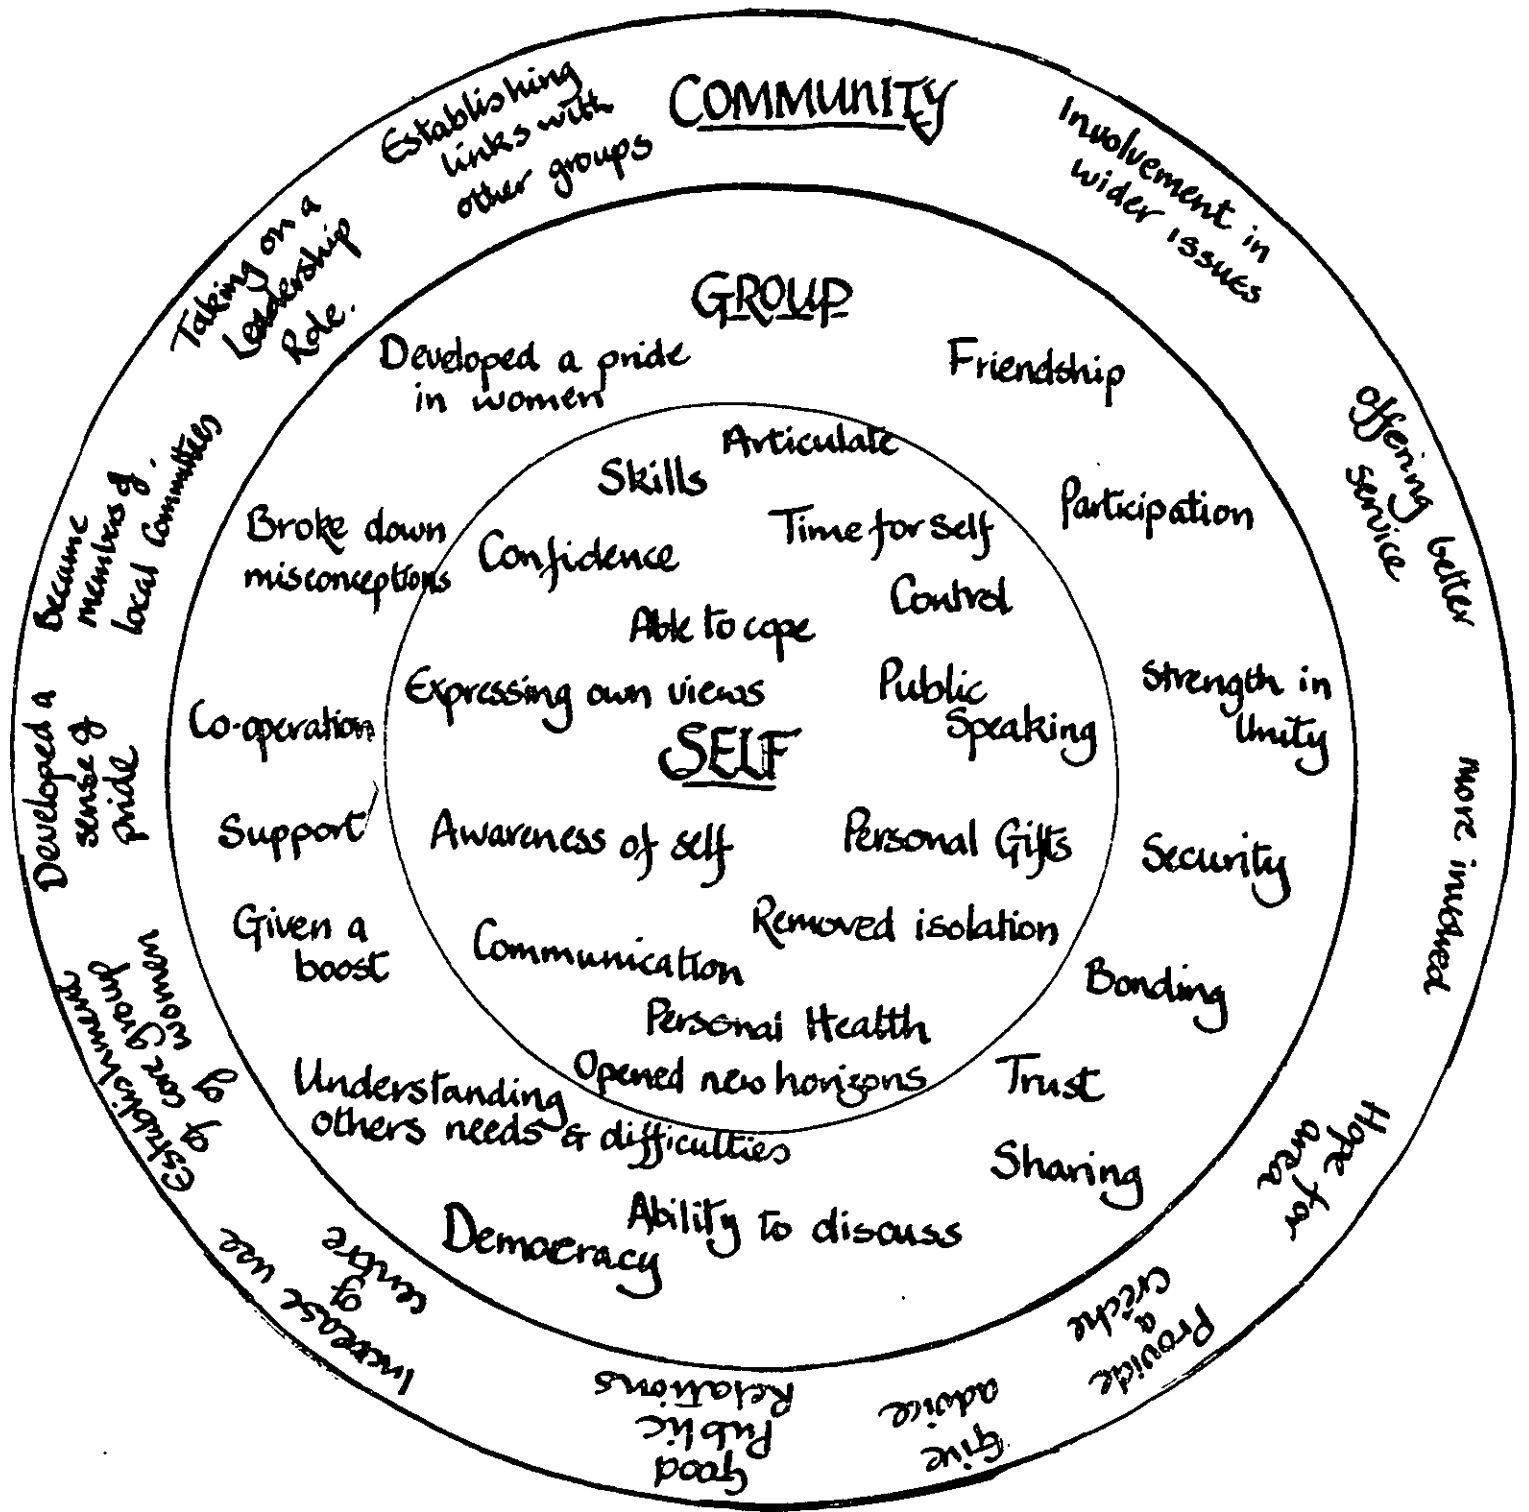 COMMUNITY
Involvement in
wider issues
Offering better
service
more involved
Hope for
area
Provide
a
crèche
Give
advice
Good
Public
Relations
Increase use
of
centre
Establishment
of core group
of women
Developed a
sense of
pride
Became
members of
local committees
Taking on a
Leadership
Role.
Establishing
links with
other groups
GROUP
Developed a pride
in women
Friendship
Broke down
misconceptions
Participation
Co-operation
Strength in
Unity
Support
Security
Given a
boost
Bonding
Understanding
others needs & difficulties
Trust
Sharing
Democracy
Ability to discuss
Articulate
Skills
Time for self
Confidence
Control
Able to cope
Expressing own views
Public
Speaking
SELF
Awareness of self
Personal Gifts
Removed isolation
Communication
Personal Health
Opened new horizons